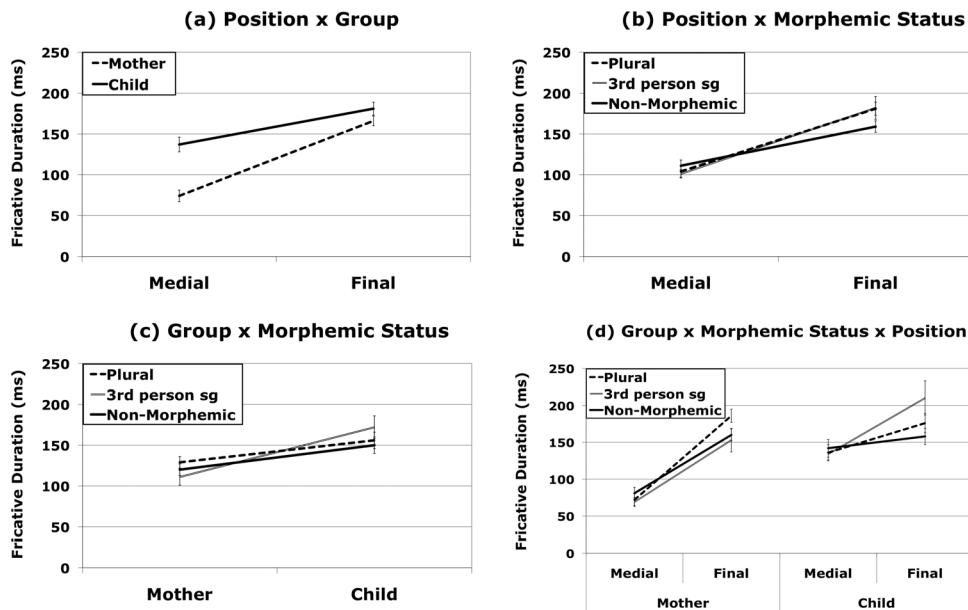 (a) Position x Group
Fricative Duration (ms)
250
200
150
100
50
0
Mother
Child
Medial Final
(b) Position x Morphemic Status
Fricative Duration (ms)
250
200
150
100
50
0
Plural
3rd person sg
Non-Morphemic
Medial Final
(c) Group x Morphemic Status
Fricative Duration (ms)
250
200
150
100
50
0
Plural
3rd person sg
Non-Morphemic
Mother Child
(d) Group x Morphemic Status x Position
Fricative Duration (ms)
250
200
150
100
50
0
Plural
3rd person sg
Non-Morphemic
Medial Final Medial Final
Mother Child